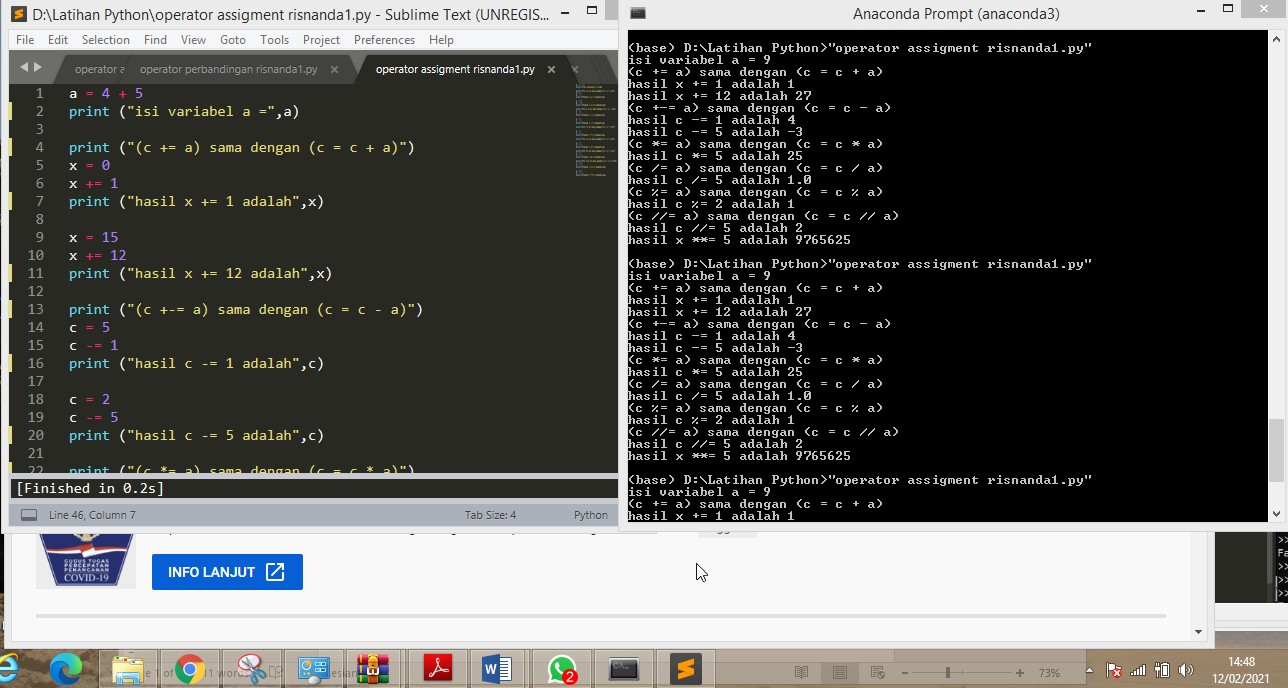 D:\Latihan Python\operator assigment risnanda1.py - Sublime Text (UNREGIS...
File Edit Selection Find View Goto Tools Project Preferences Help
operator a operator perbandingan risnanda1.py operator assigment risnanda1.py
1 a = 4 + 5
2 print ("isi variabel a =",a)
3
4 print ("(c += a) sama dengan (c = c + a)")
5 x = 0
6 x += 1
7 print ("hasil x += 1 adalah",x)
8
9 x = 15
10 x += 12
11 print ("hasil x += 12 adalah",x)
12
13 print ("(c +-= a) sama dengan (c = c - a)")
14 c = 5
15 c -= 1
16 print ("hasil c -= 1 adalah",c)
17
18 c = 2
19 c -= 5
20 print ("hasil c -= 5 adalah",c)
21
22 print ("(c *= a) sama dengan (c = c * a)")
[Finished in 0.2s]
Line 46, Column 7 Tab Size: 4 Python
Anaconda Prompt (anaconda3)
(base) D:\Latihan Python>"operator assigment risnanda1.py"
isi variabel a = 9
(c += a) sama dengan (c = c + a)
hasil x += 1 adalah 1
hasil x += 12 adalah 27
(c +-= a) sama dengan (c = c - a)
hasil c -= 1 adalah 4
hasil c -= 5 adalah -3
(c *= a) sama dengan (c = c * a)
hasil c *= 5 adalah 25
(c /= a) sama dengan (c = c / a)
hasil c /= 5 adalah 1.0
(c %= a) sama dengan (c = c % a)
hasil c %= 2 adalah 1
(c //= a) sama dengan (c = c // a)
hasil c //= 5 adalah 2
hasil x **= 5 adalah 9765625
(base) D:\Latihan Python>"operator assigment risnanda1.py"
isi variabel a = 9
(c += a) sama dengan (c = c + a)
hasil x += 1 adalah 1
hasil x += 12 adalah 27
(c +-= a) sama dengan (c = c - a)
hasil c -= 1 adalah 4
hasil c -= 5 adalah -3
(c *= a) sama dengan (c = c * a)
hasil c *= 5 adalah 25
(c /= a) sama dengan (c = c / a)
hasil c /= 5 adalah 1.0
(c %= a) sama dengan (c = c % a)
hasil c %= 2 adalah 1
(c //= a) sama dengan (c = c // a)
hasil c //= 5 adalah 2
hasil x **= 5 adalah 9765625
(base) D:\Latihan Python>"operator assigment risnanda1.py"
isi variabel a = 9
(c += a) sama dengan (c = c + a)
hasil x += 1 adalah 1
GUGUS TUGAS
PERCEPATAN
PENANGANAN
COVID-19
INFO LANJUT
>>
Fa
>>
>>
>>
2
73%
14:48
12/02/2021